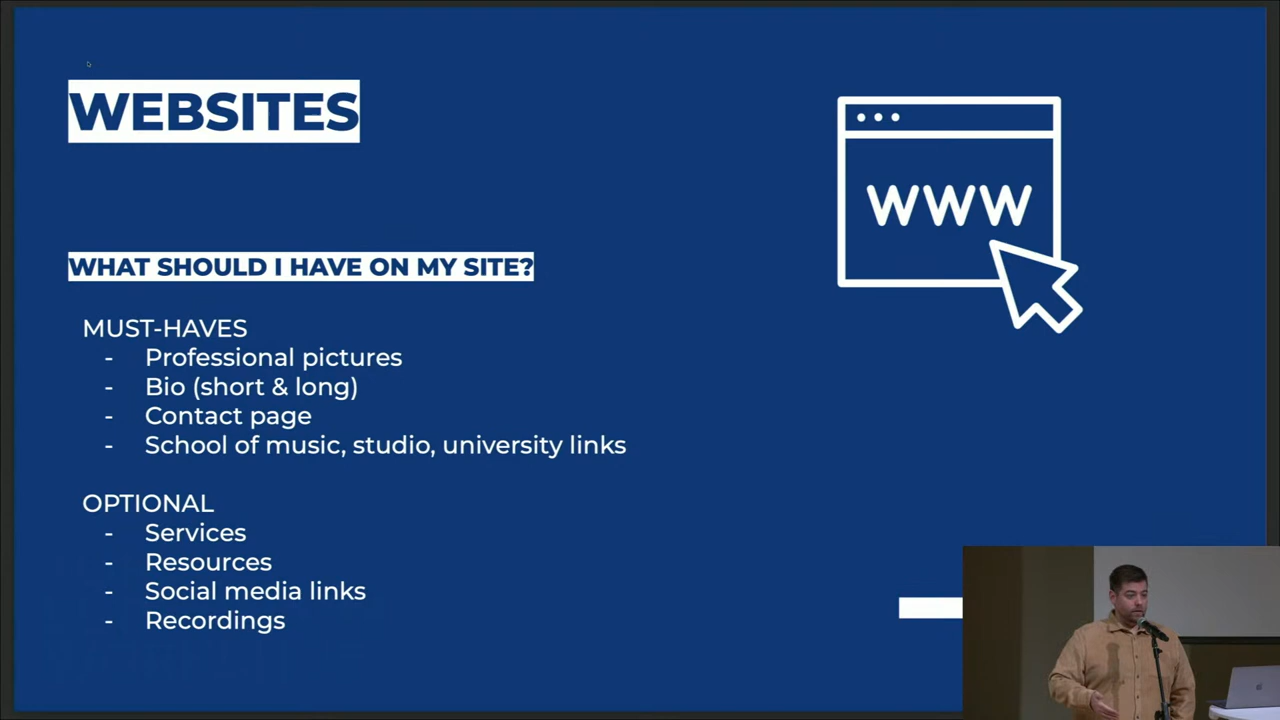 WEBSITES
WWW
WHAT SHOULD I HAVE ON MY SITE?
MUST-HAVES
- Professional pictures
- Bio (short & long)
- Contact page
- School of music, studio, university links
OPTIONAL
- Services
- Resources
- Social media links
- Recordings